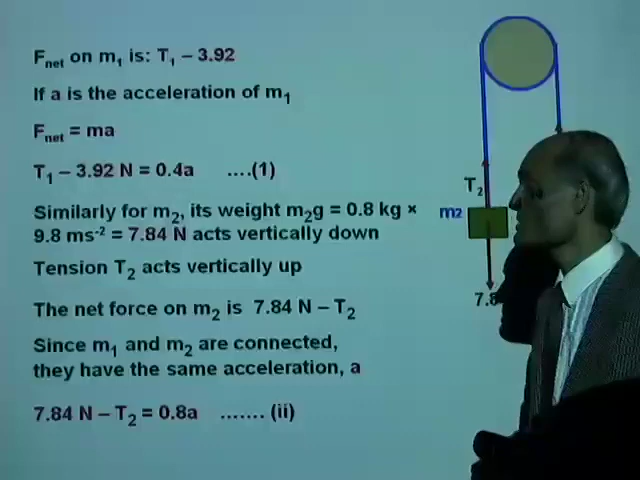 Fnet on m1 is: T1 – 3.92
If a is the acceleration of m1
Fnet = ma
T1 – 3.92 N = 0.4a ....(1)
Similarly for m2, its weight m2g = 0.8 kg ×
9.8 ms-2 = 7.84 N acts vertically down
Tension T2 acts vertically up
The net force on m2 is 7.84 N – T2
Since m1 and m2 are connected,
they have the same acceleration, a
7.84 N – T2 = 0.8a ....... (ii)
T2
m2